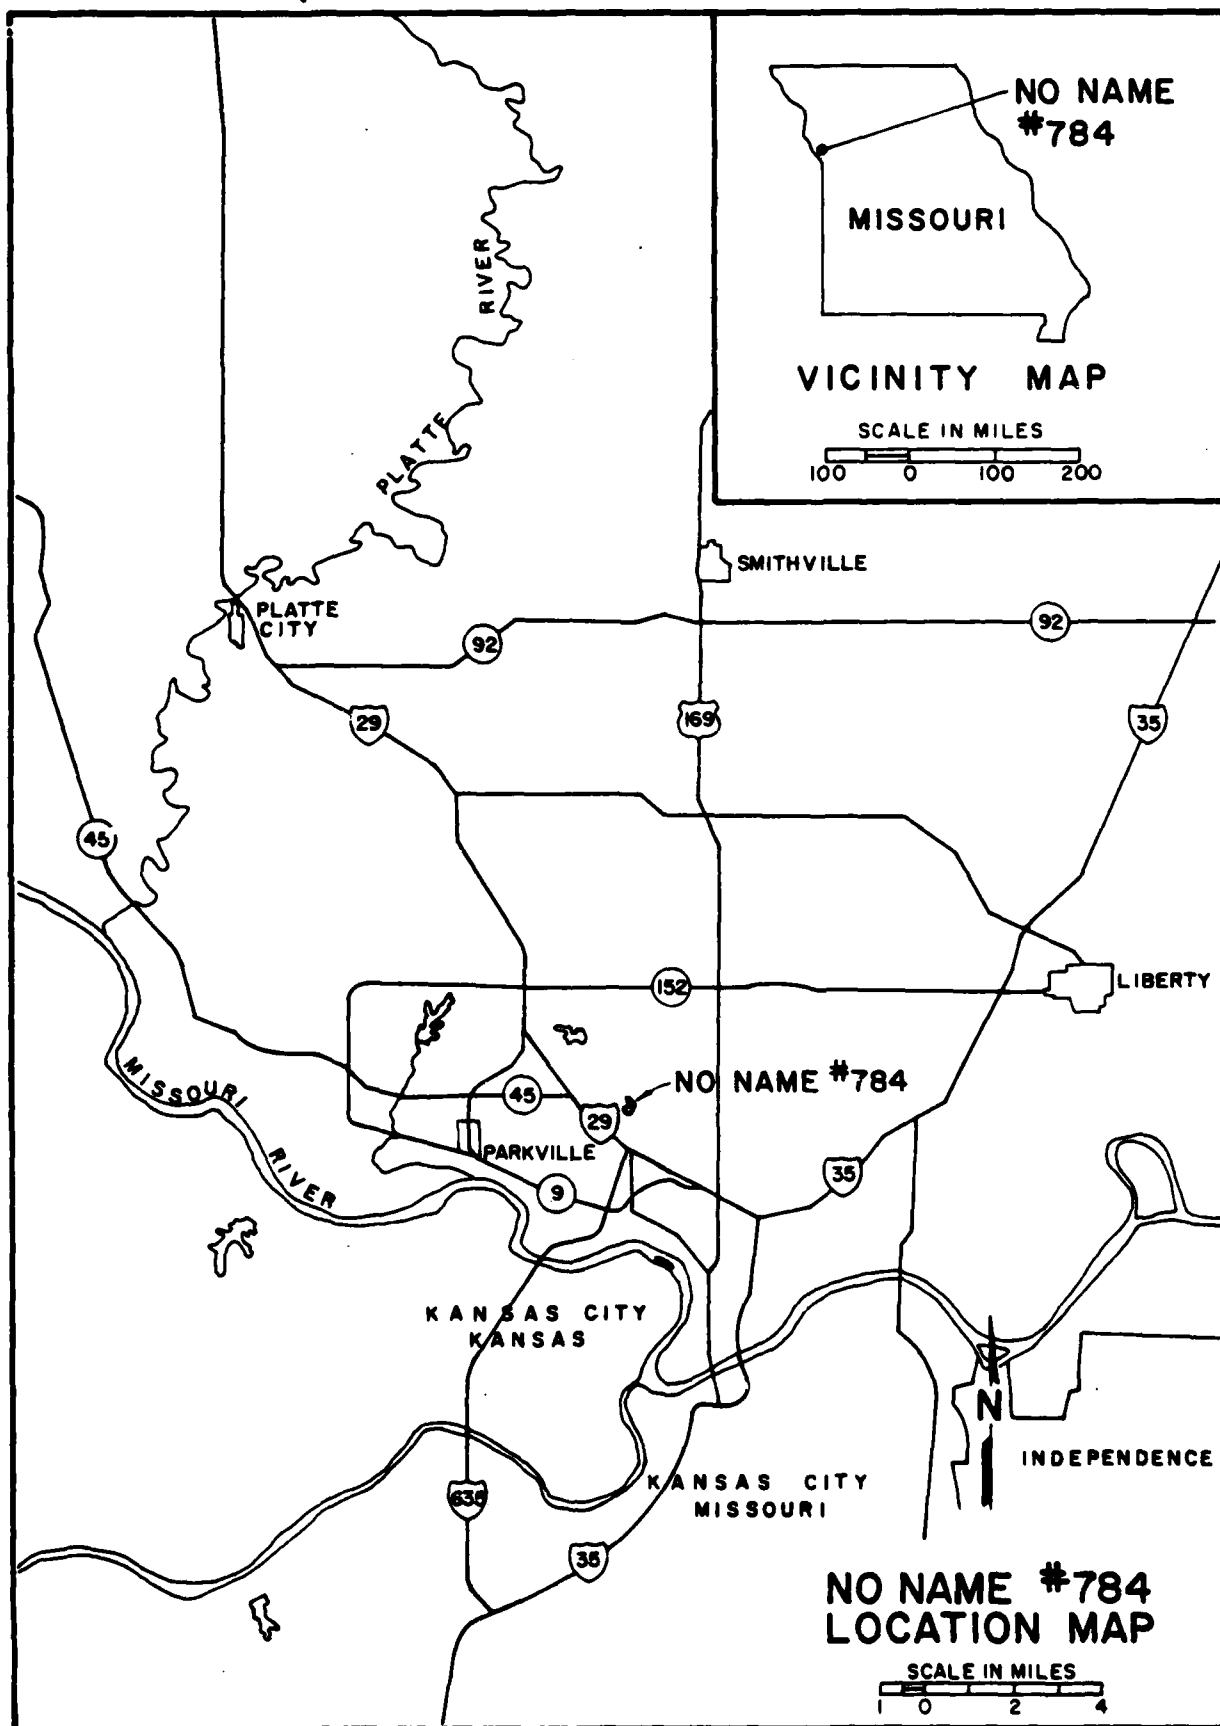 NO NAME
#784
MISSOURI
VICINITY MAP
SCALE IN MILES
100 0 100 200
PLATTE RIVER
SMITHVILLE
PLATTE
CITY
92
92
29
169
35
45
152
LIBERTY
MISSOURI RIVER
NO NAME #784
45
29
PARKVILLE
35
9
KANSAS CITY
KANSAS
N
INDEPENDENCE
KANSAS CITY
MISSOURI
635
35
NO NAME #784
LOCATION MAP
SCALE IN MILES
1 0 2 4